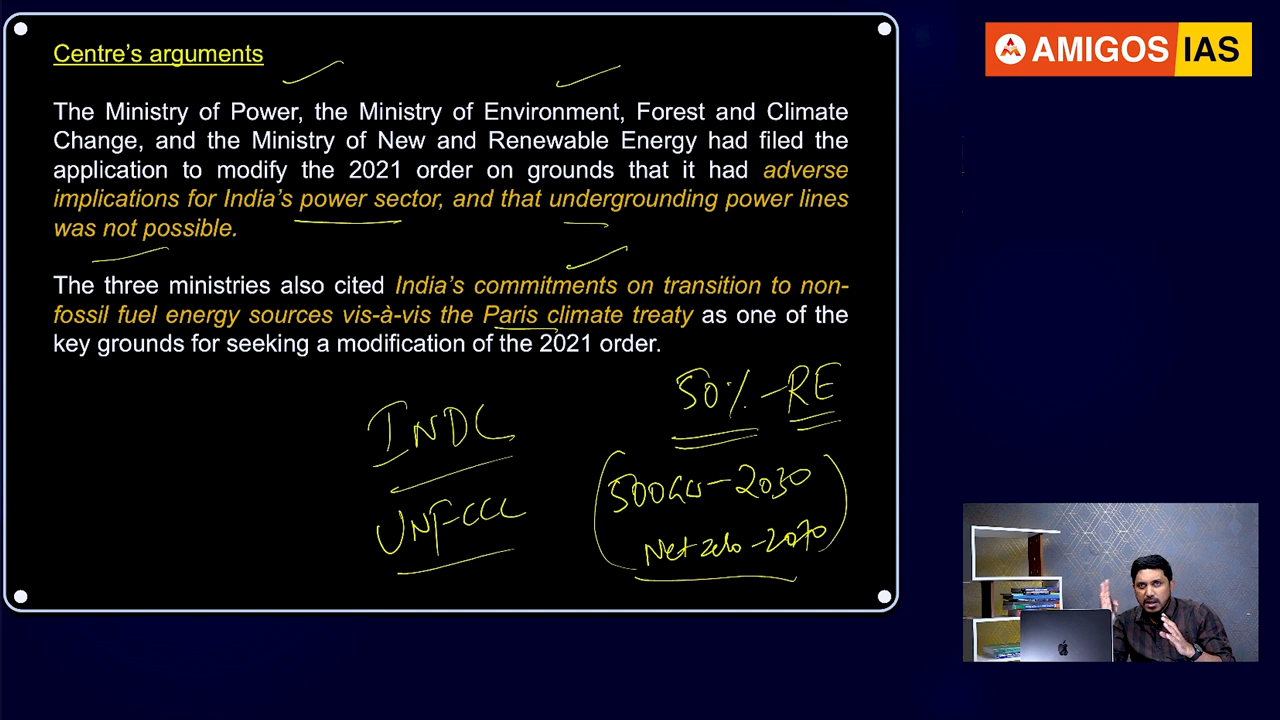 AMIGOS IAS
Centre's arguments
The Ministry of Power, the Ministry of Environment, Forest and Climate
Change, and the Ministry of New and Renewable Energy had filed the
application to modify the 2021 order on grounds that it had adverse
implications for India's power sector, and that undergrounding power lines
was not possible.
The three ministries also cited India's commitments on transition to non-
fossil fuel energy sources vis-à-vis the Paris climate treaty as one of the
key grounds for seeking a modification of the 2021 order.
50% - RE
INDC
500GW - 2030
UNFCCC
Net zero - 2070